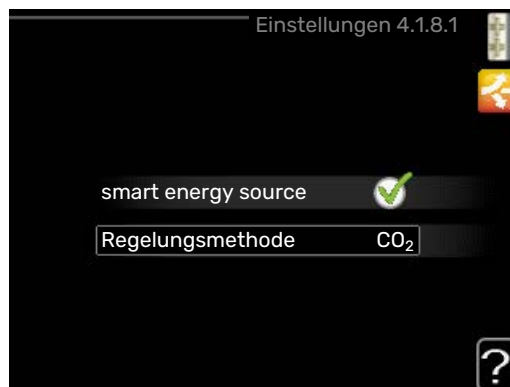 Einstellungen 4.1.8.1
smart energy source
Regelungsmethode CO₂
?